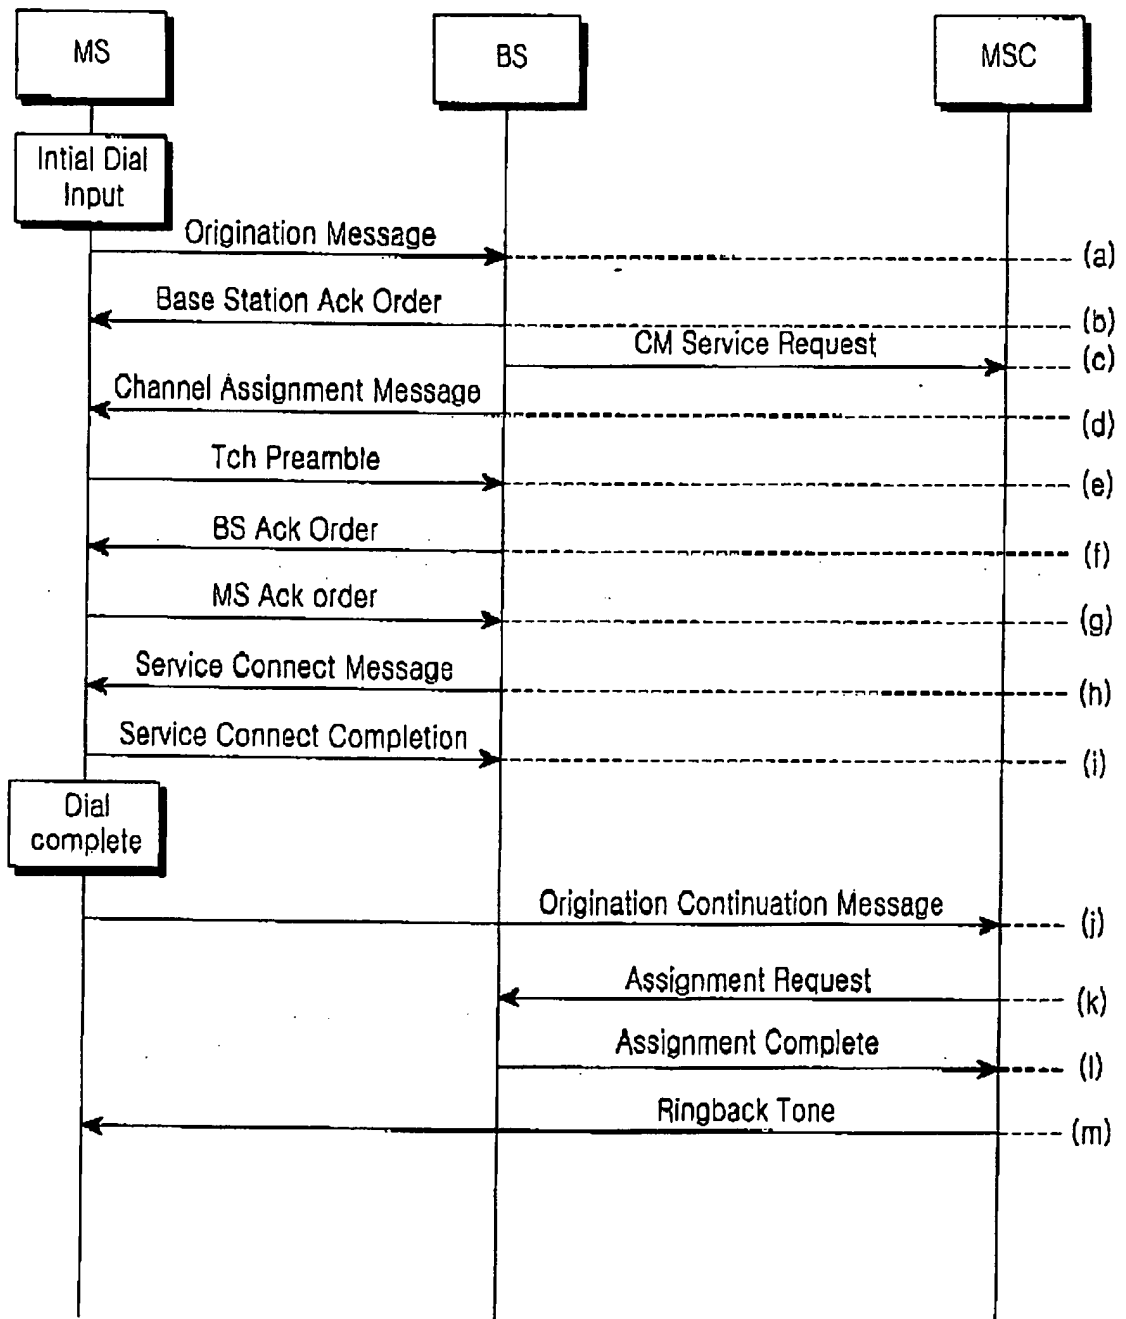 MS
BS
MSC
Intial Dial
Input
Origination Message
(a)
Base Station Ack Order
(b)
CM Service Request
(c)
Channel Assignment Message
(d)
Tch Preamble
(e)
BS Ack Order
(f)
MS Ack order
(g)
Service Connect Message
(h)
Service Connect Completion
(i)
Dial
complete
Origination Continuation Message
(j)
Assignment Request
(k)
Assignment Complete
(l)
Ringback Tone
(m)